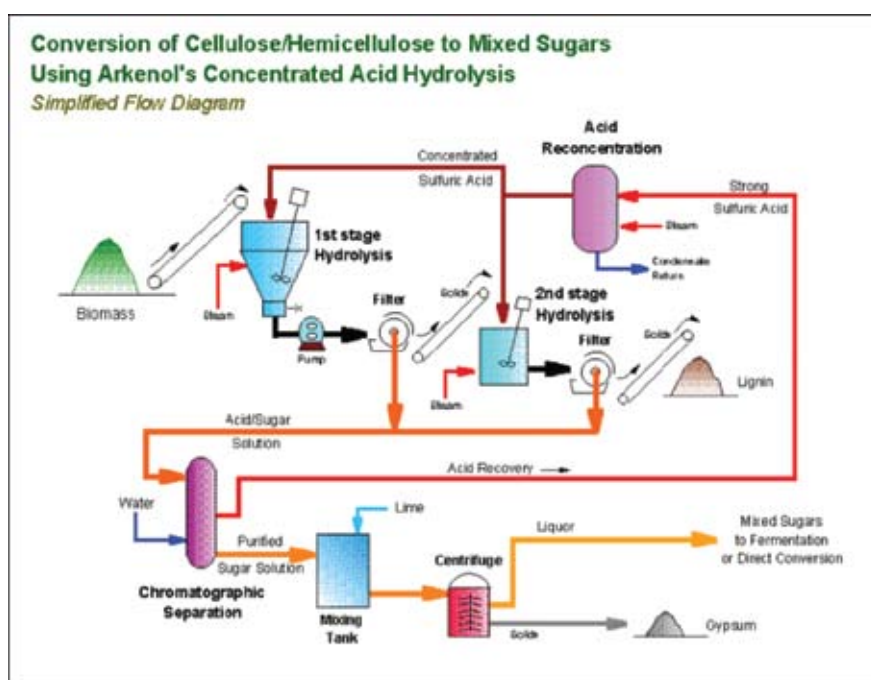 Conversion of Cellulose/Hemicellulose to Mixed Sugars
Using Arkenol's Concentrated Acid Hydrolysis
Simplified Flow Diagram
Acid
Reconcentration
Concentrated
Sulfuric Acid
Strong
Sulfuric Acid
Steam
Condensate
Return
1st stage
Hydrolysis
Biomass
Steam
Pump
Filter
Solids
2nd stage
Hydrolysis
Filter
Solids
Steam
Lignin
Acid/Sugar
Solution
Acid Recovery
Water
Purified
Sugar Solution
Chromatographic
Separation
Lime
Mixing
Tank
Centrifuge
Liquor
Mixed Sugars
to Fermentation
or Direct Conversion
Solids
Gypsum